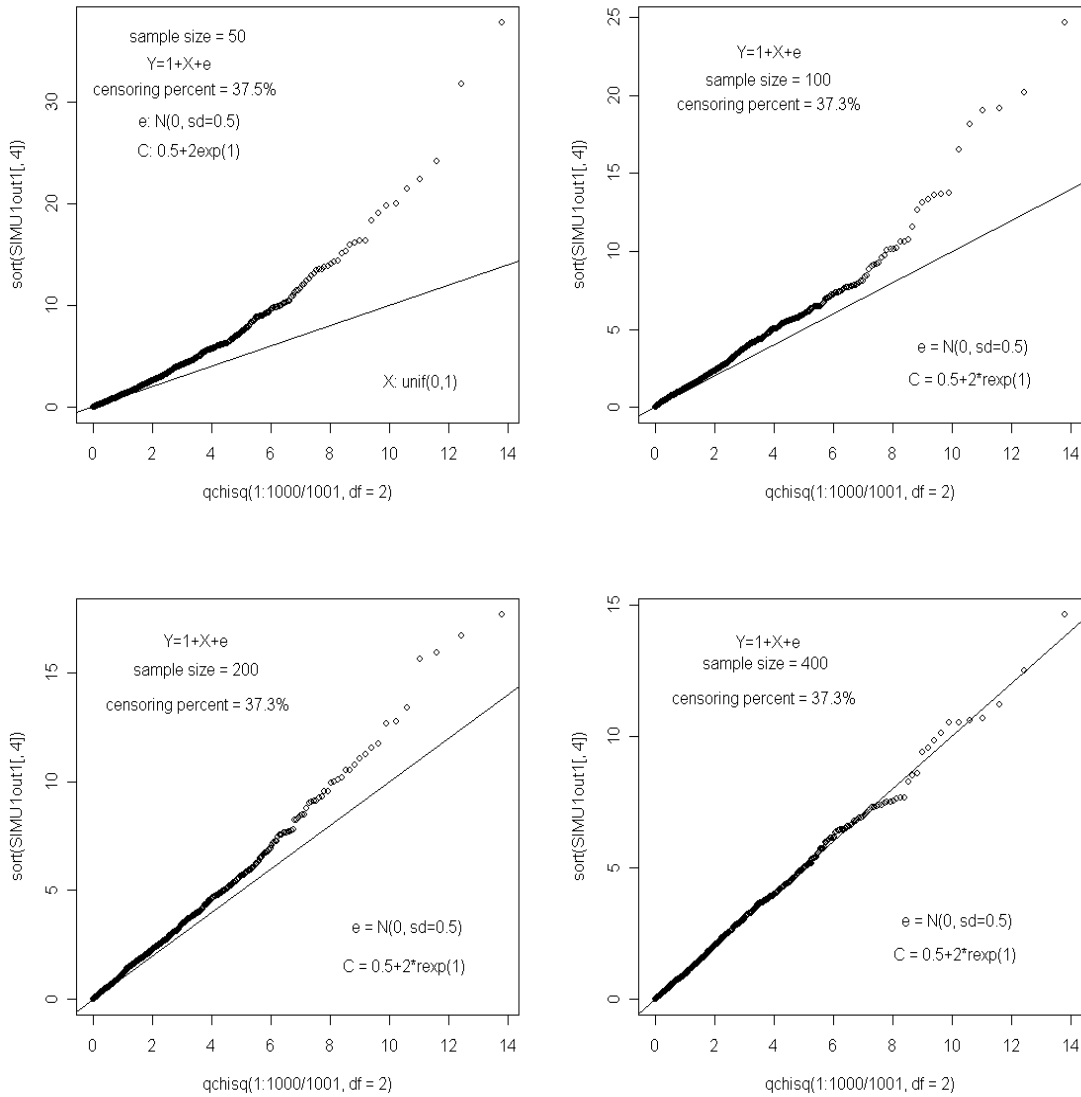 sample size = 50
Y=1+X+e
censoring percent = 37.5%
e: N(0, sd=0.5)
C: 0.5+2exp(1)
X: unif(0,1)
sort(SIMU1out1[, 4])
0 10 20 30
0 2 4 6 8 10 12 14
qchisq(1:1000/1001, df = 2)
Y=1+X+e
sample size = 100
censoring percent = 37.3%
e = N(0, sd=0.5)
C = 0.5+2*rexp(1)
sort(SIMU1out1[, 4])
0 5 10 15 20 25
0 2 4 6 8 10 12 14
qchisq(1:1000/1001, df = 2)
Y=1+X+e
sample size = 200
censoring percent = 37.3%
e = N(0, sd=0.5)
C = 0.5+2*rexp(1)
sort(SIMU1out1[, 4])
0 5 10 15
0 2 4 6 8 10 12 14
qchisq(1:1000/1001, df = 2)
Y=1+X+e
sample size = 400
censoring percent = 37.3%
e = N(0, sd=0.5)
C = 0.5+2*rexp(1)
sort(SIMU1out1[, 4])
0 5 10 15
0 2 4 6 8 10 12 14
qchisq(1:1000/1001, df = 2)